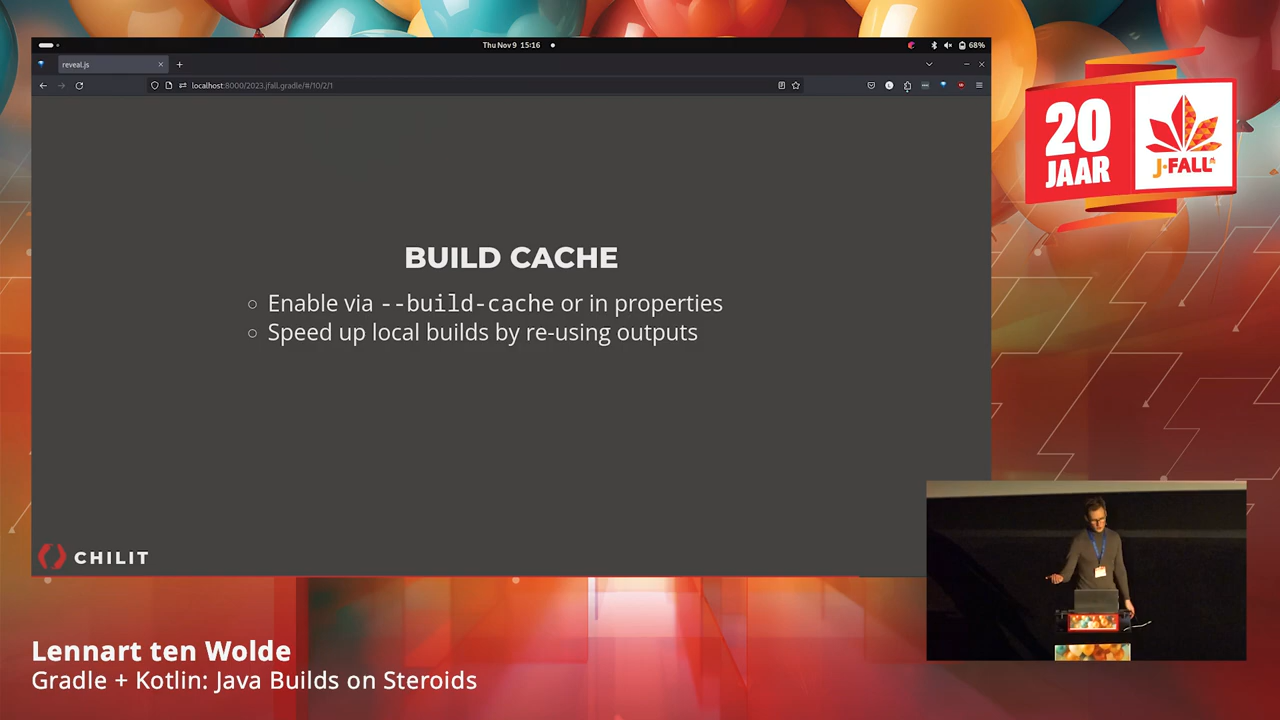 Thu Nov 9 15:16
68%
reveal.js
localhost:8000/2023.jfall.gradle/#/10/2/1
20
JAAR
J-FALL
BUILD CACHE
Enable via --build-cache or in properties
Speed up local builds by re-using outputs
CHILIT
Lennart ten Wolde
Gradle + Kotlin: Java Builds on Steroids